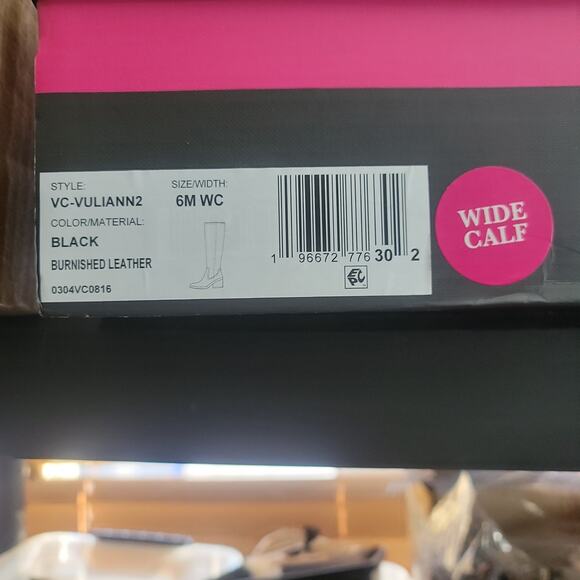 STYLE:
VC-VULIANN2
COLOR/MATERIAL:
BLACK
BURNISHED LEATHER
0304VC0816
SIZE/WIDTH:
6M WC
1 96672 77630 2
WIDE
CALF